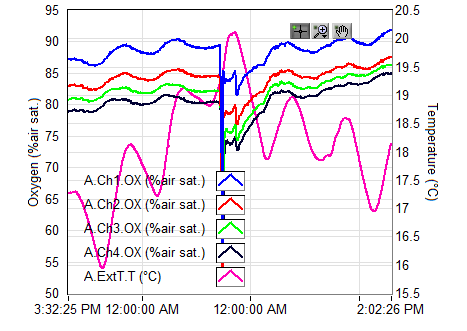 95
90
85
80
75
70
65
60
55
50
Oxygen (%air sat.)
20.5
20
19.5
19
18.5
18
17.5
17
16.5
16
15.5
Temperature (°C)
A.Ch1.OX (%air sat.)
A.Ch2.OX (%air sat.)
A.Ch3.OX (%air sat.)
A.Ch4.OX (%air sat.)
A.ExtT.T (°C)
3:32:25 PM 12:00:00 AM 12:00:00 AM 2:02:26 PM